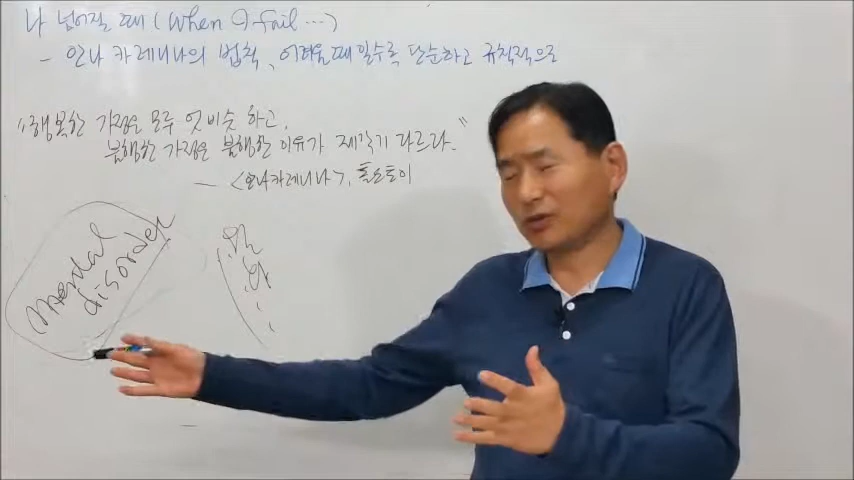 나 넘어질 때 (When I fail ...)
- 안나 카레니나의 법칙, 어려울때 일수록 단순하고 규칙적으로
"행복한 가정은 모두 엇비슷 하고,
불행한 가정은 불행한 이유가 제각기 다르다."
- <안나카레니나>, 톨스토이
mental
disorder